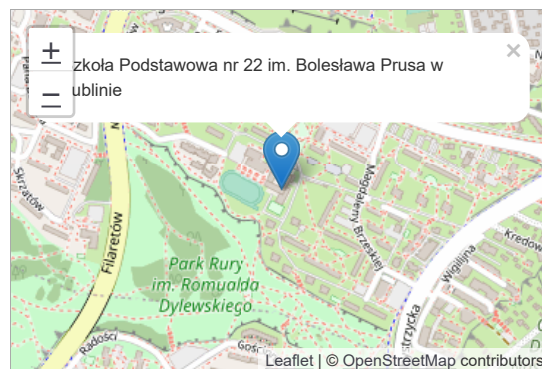 +
−
×
zkoła Podstawowa nr 22 im. Bolesława Prusa w
ublinie
Skrzatów
Filaretów
Magdaleny Brzeskiej
Wigilijna
Park Rury
im. Romualda
Dylewskiego
Radości
Leaflet | © OpenStreetMap contributors